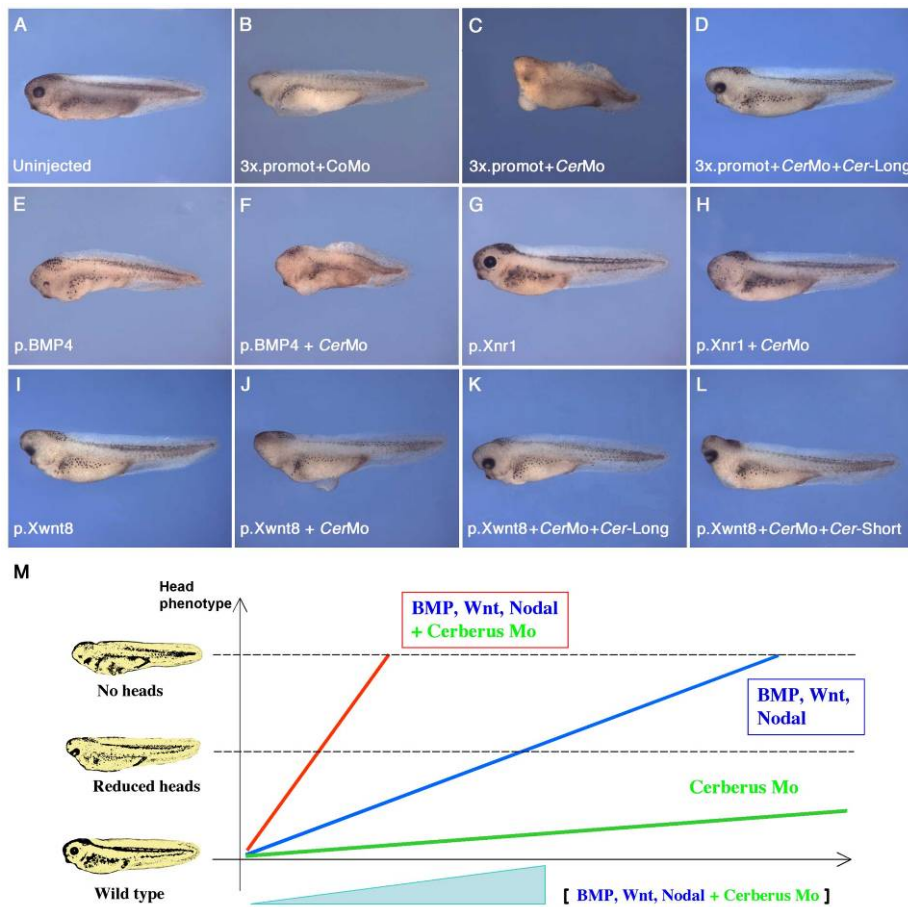 A
B
C
D
Uninjected
3x.promot+CoMo
3x.promot+CerMo
3x.promot+CerMo+Cer-Long
E
F
G
H
p.BMP4
p.BMP4 + CerMo
p.Xnr1
p.Xnr1 + CerMo
I
J
K
L
p.Xwnt8
p.Xwnt8 + CerMo
p.Xwnt8+CerMo+Cer-Long
p.Xwnt8+CerMo+Cer-Short
M
Head
phenotype
BMP, Wnt, Nodal
+ Cerberus Mo
No heads
BMP, Wnt,
Nodal
Reduced heads
Cerberus Mo
Wild type
[ BMP, Wnt, Nodal + Cerberus Mo ]